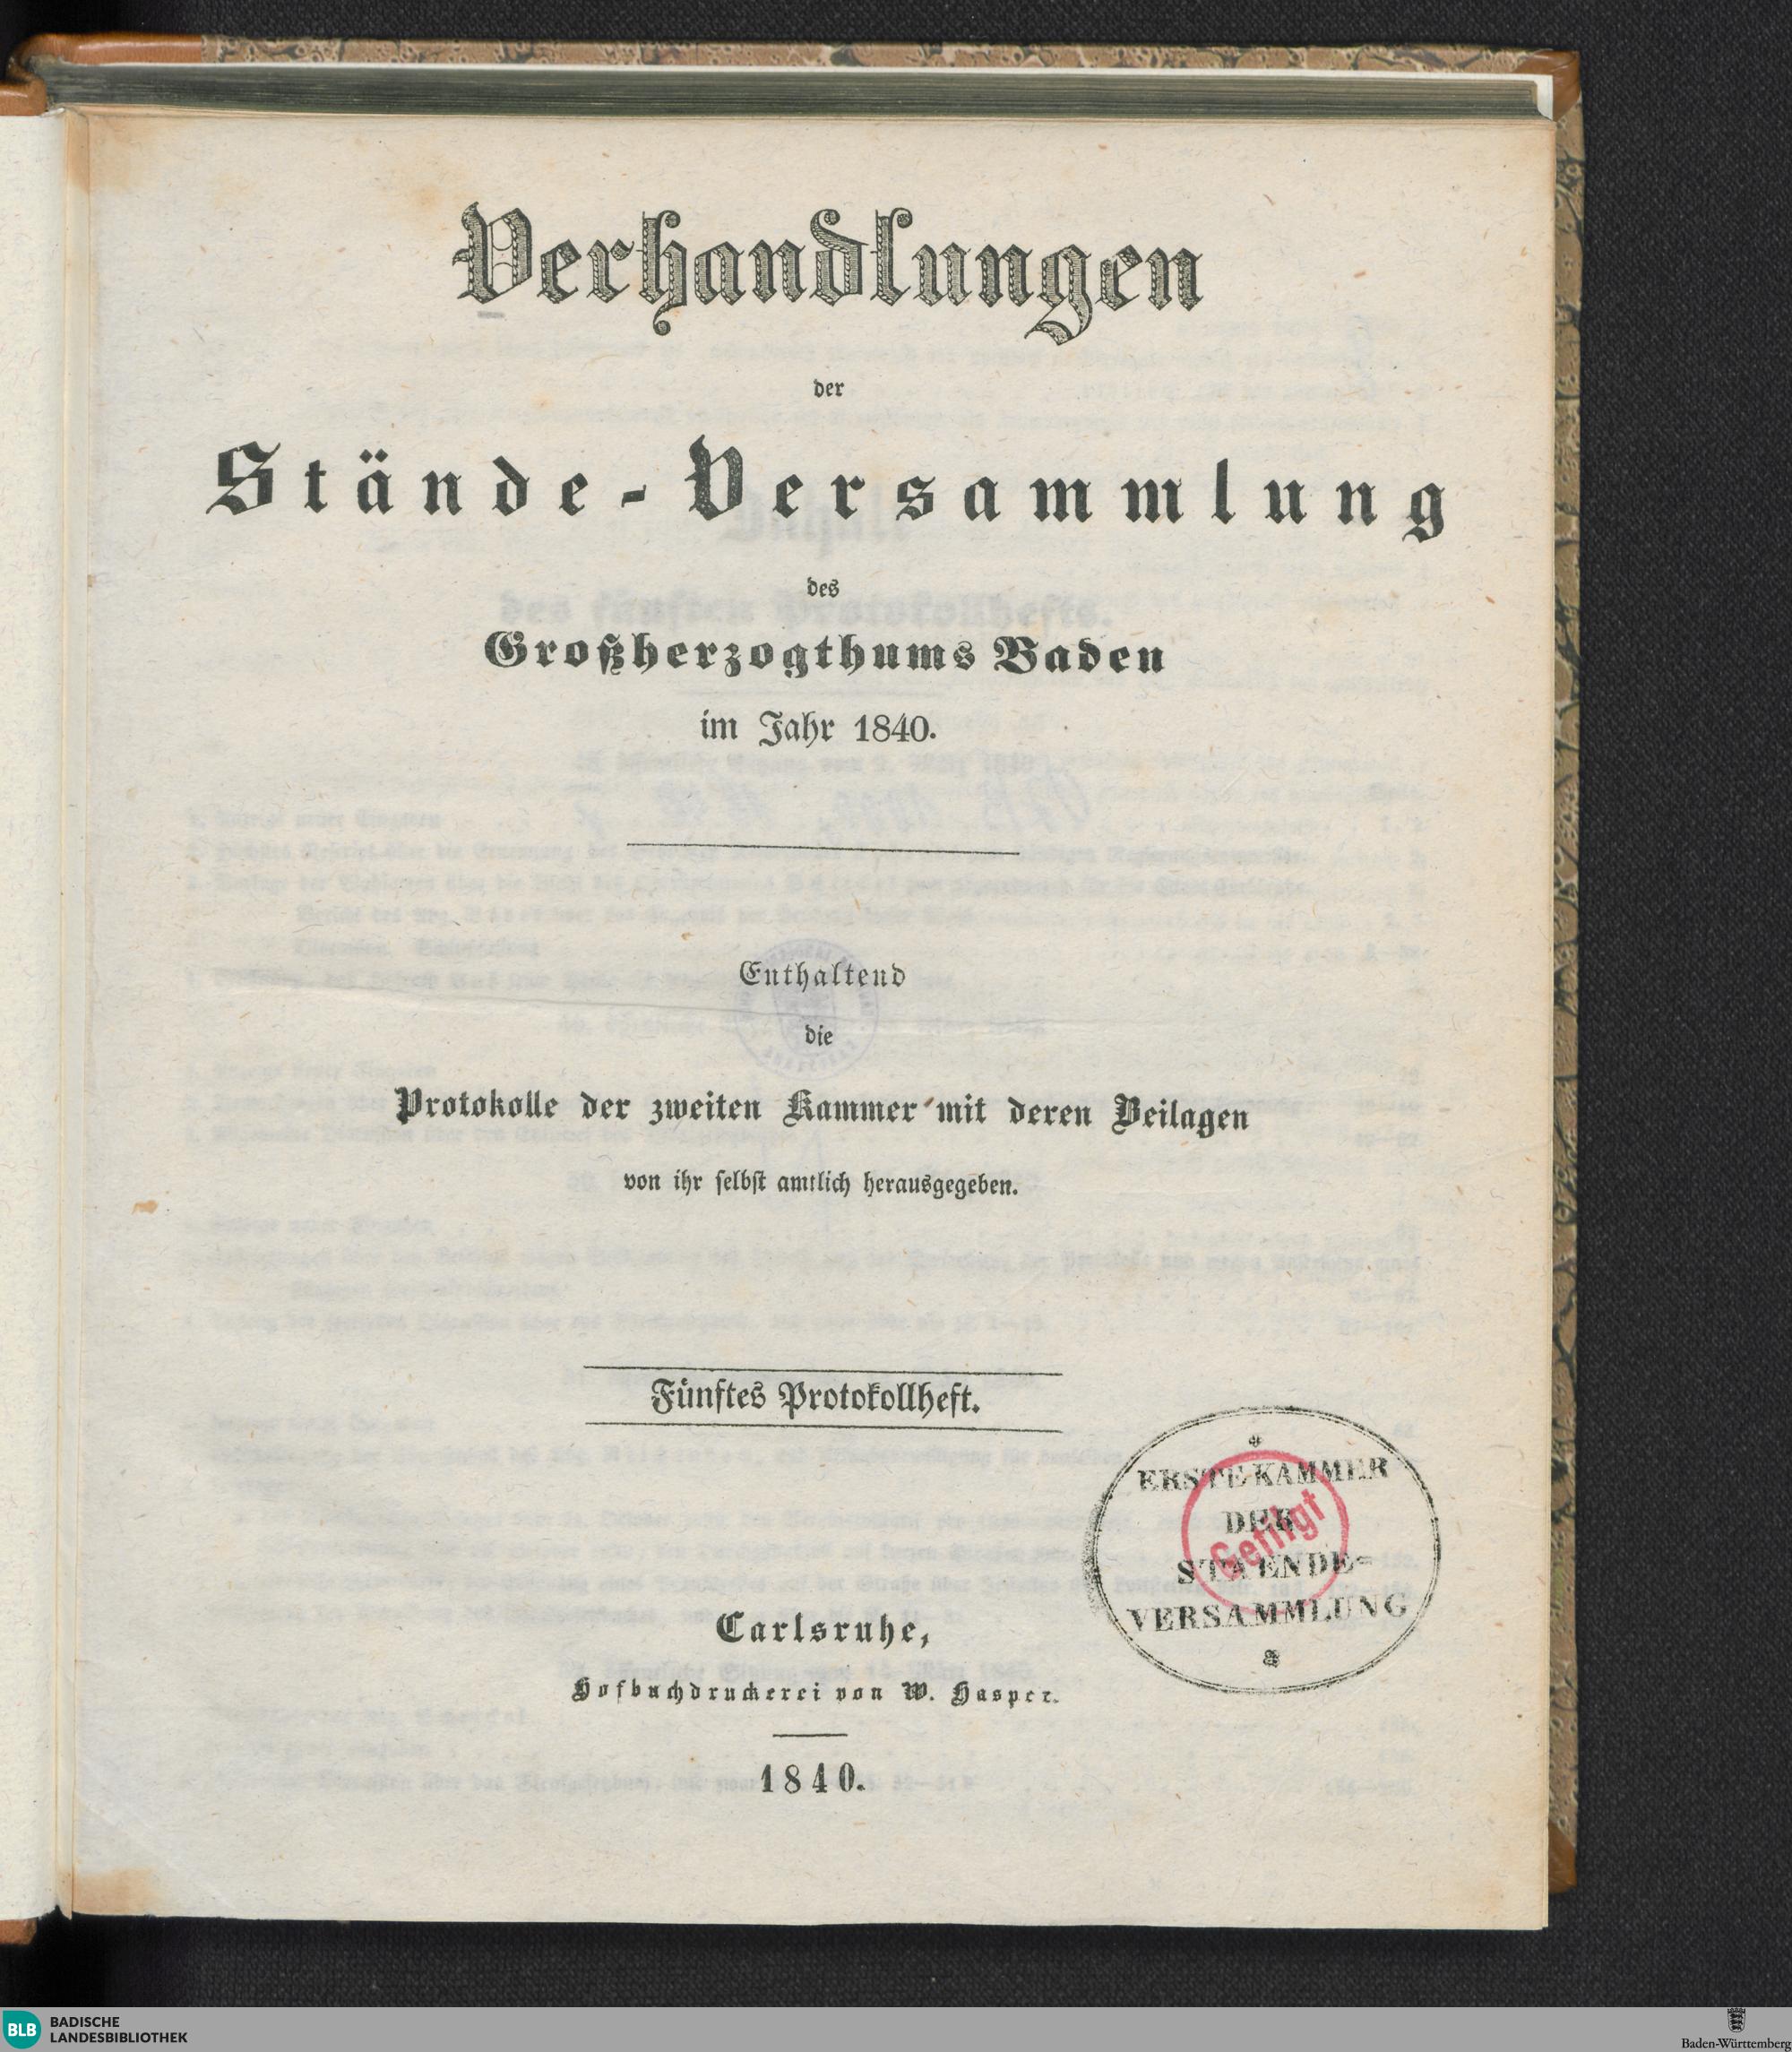 Verhandlungen
der
Stände-Versammlung
des
Großherzogthums Baden
im Jahr 1840.
Enthaltend
die
Protokolle der zweiten Kammer mit deren Beilagen
von ihr selbst amtlich herausgegeben.
Fünftes Protokollheft.
ERSTE KAMMER
DER
STAENDE=
VERSAMMLUNG
Getilgt
Carlsruhe,
Hofbuchdruckerei von W. Hasper.
1840.
BLB BADISCHE
LANDESBIBLIOTHEK
Baden-Württemberg